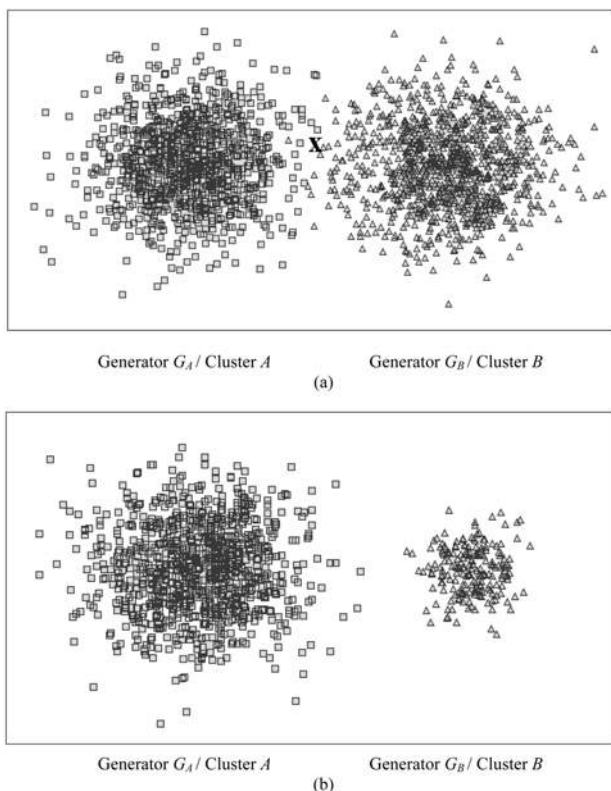 X
Generator G_A / Cluster A
Generator G_B / Cluster B
(a)
Generator G_A / Cluster A
Generator G_B / Cluster B
(b)